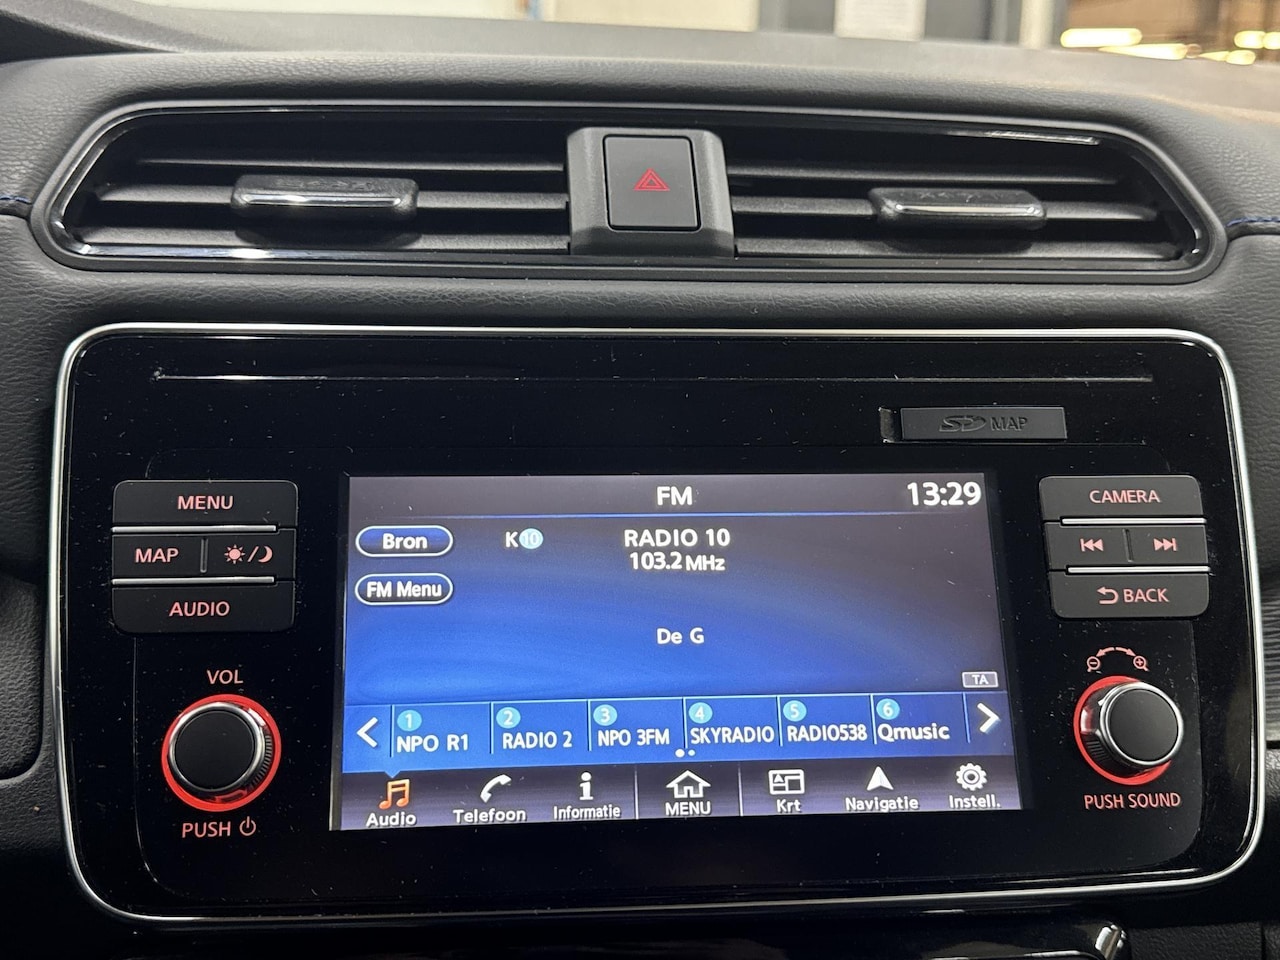 SD MAP
MENU
MAP
AUDIO
VOL
PUSH
FM
13:29
Bron
K 10
RADIO 10
103.2 MHz
FM Menu
De G
TA
1 NPO R1
2 RADIO 2
3 NPO 3FM
4 SKYRADIO
5 RADIO538
6 Qmusic
Audio
Telefoon
Informatie
MENU
Krt
Navigatie
Instell.
CAMERA
BACK
PUSH SOUND